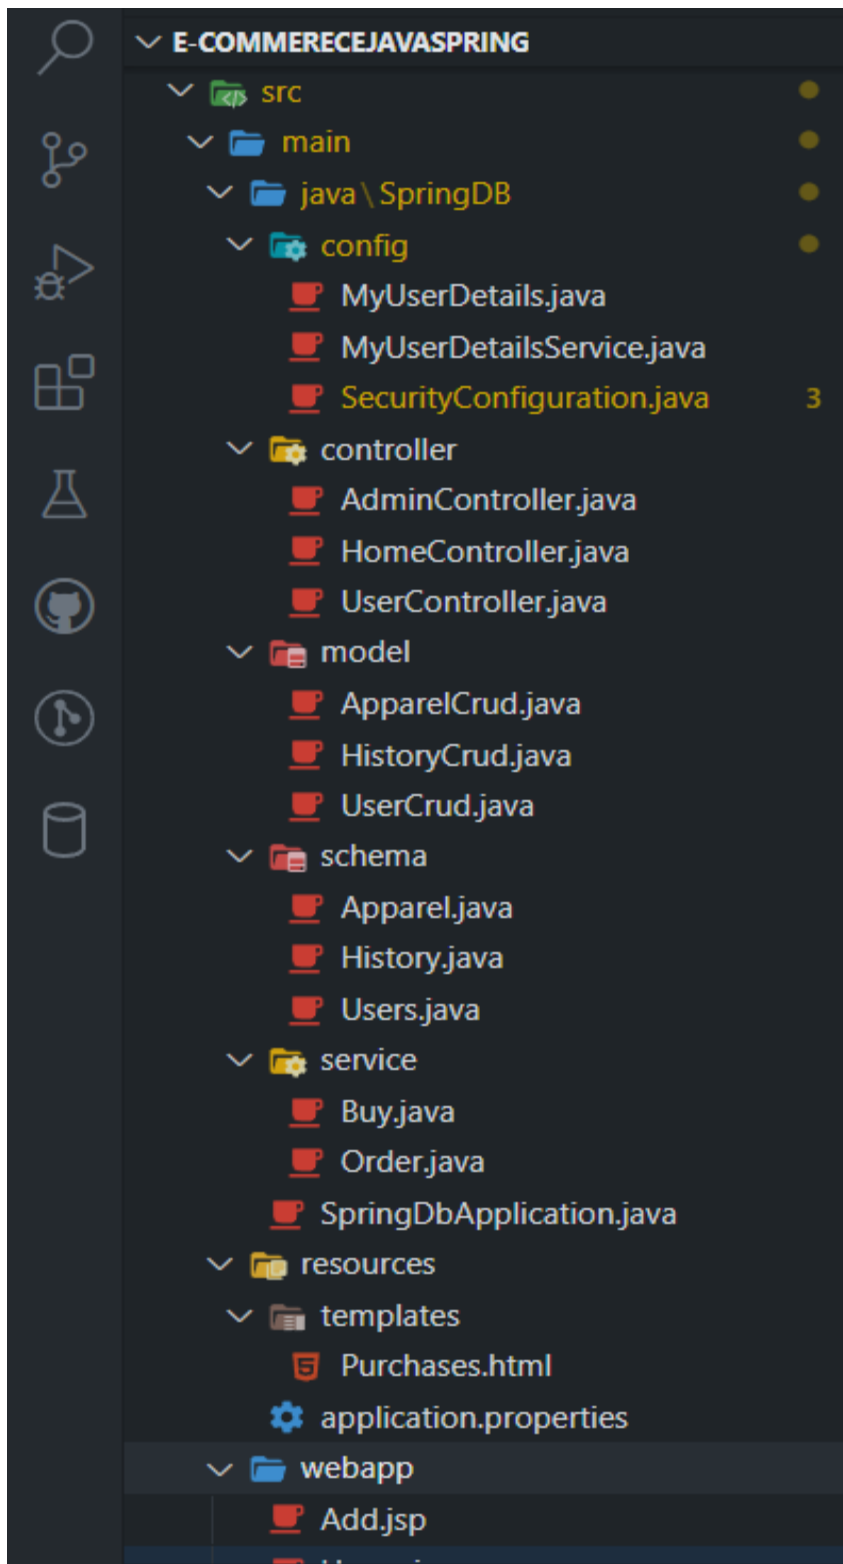 E-COMMERECEJAVASPRING
src
main
java\SpringDB
config
MyUserDetails.java
MyUserDetailsService.java
SecurityConfiguration.java 3
controller
AdminController.java
HomeController.java
UserController.java
model
ApparelCrud.java
HistoryCrud.java
UserCrud.java
schema
Apparel.java
History.java
Users.java
service
Buy.java
Order.java
SpringDbApplication.java
resources
templates
Purchases.html
application.properties
webapp
Add.jsp